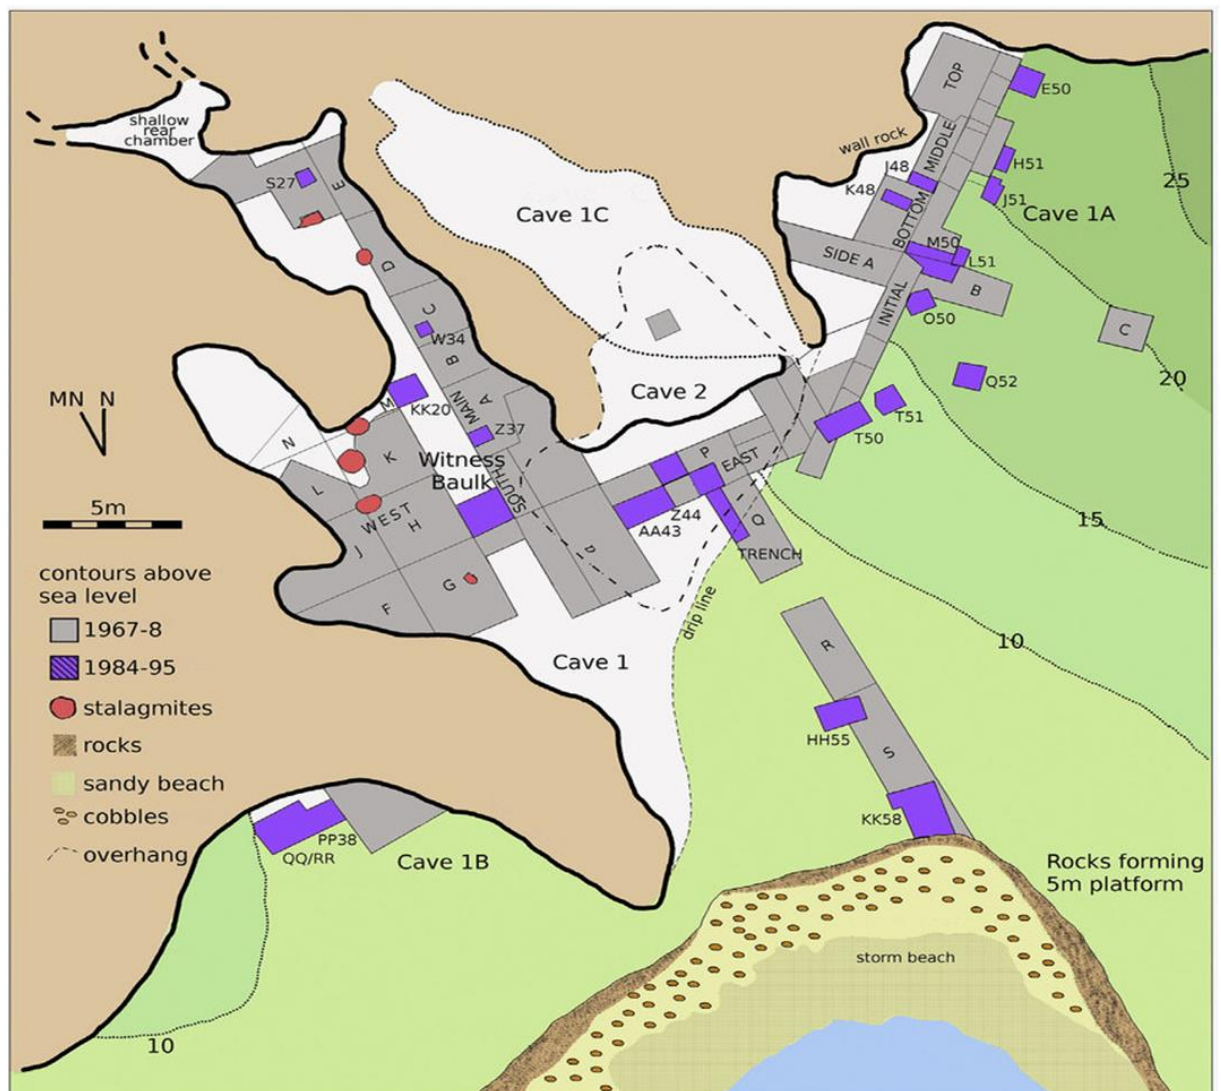 TOP
E50
shallow
rear
chamber
wall rock
MIDDLE
J48
H51
K48
J51
25
S27
E
Cave 1C
Cave 1A
BOTTOM
M50
SIDE A
L51
D
B
INITIAL
O50
C
C
W34
B
Q52
20
Cave 2
MN N
KK20
M
MAIN
A
T51
T50
Z37
N
K
P
EAST
Witness
Baulk
SOUTH
L
5m
WEST
H
Z44
AA43
Q
15
J
TRENCH
contours above
sea level
G
F
drip line
1967-8
10
R
Cave 1
1984-95
stalagmites
HH55
rocks
S
sandy beach
cobbles
KK58
PP38
overhang
QQ/RR
Cave 1B
Rocks forming
5m platform
storm beach
10